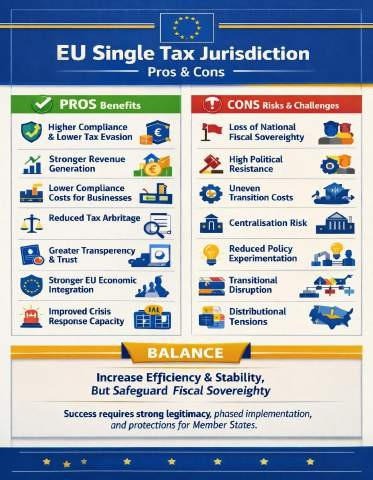 EU Single Tax Jurisdiction
Pros & Cons
PROS Benefits
Higher Compliance
& Lower Tax Evasion
Stronger Revenue
Generation
Lower Compliance
Costs for Businesses
Reduced Tax Arbritage
Greater Transparency
& Trust
Stronger EU Economic
Integration
Improved Crisis
Response Capacity
CONS Risks & Challenges
Loss of National
Fiscal Sovereighty
High Political
Resistance
Uneven
Transition Costs
Centralisation Risk
Reduced Policy
Experimentation
Transitional
Disruption
Distributional
Tensions
BALANCE
Increase Efficiency & Stability,
But Safeguard Fiscal Sovereighty
Success requires strong legitimacy, phased implementation,
and protections for Member States.